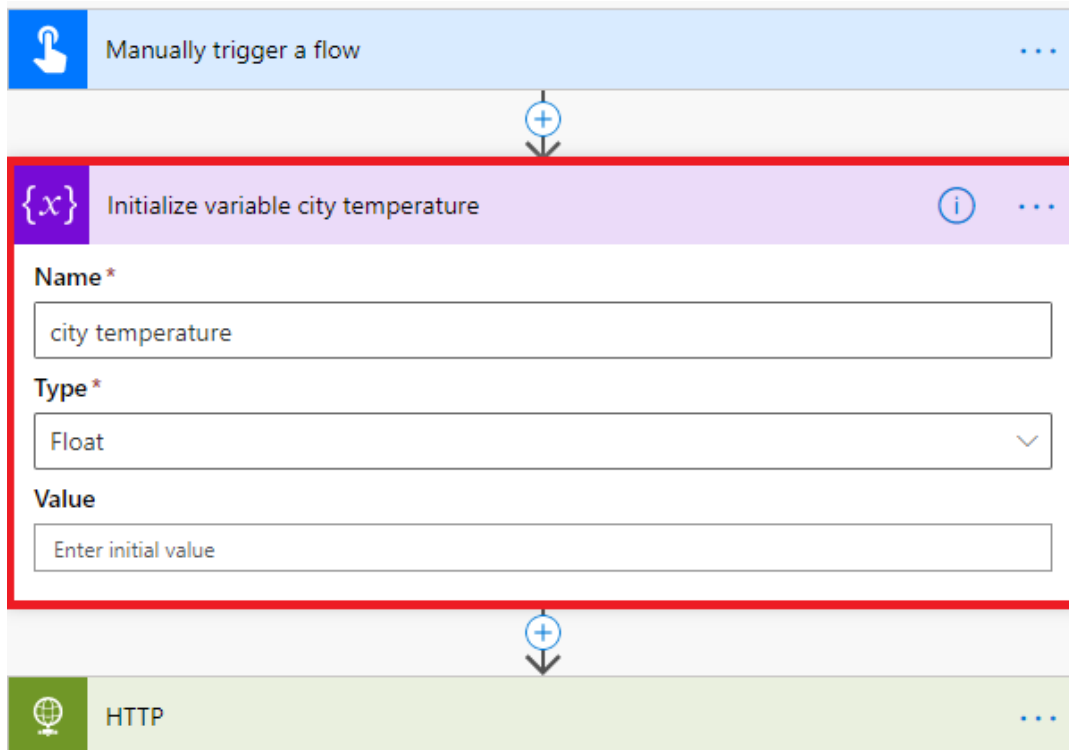 Manually trigger a flow
{x} Initialize variable city temperature
Name*
city temperature
Type*
Float
Value
Enter initial value
HTTP